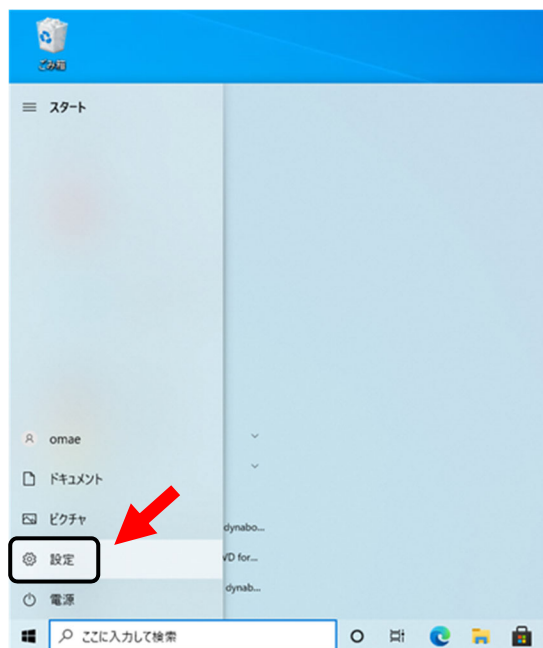 ごみ箱
スタート
omae
ドキュメント
ピクチャ
dynabo...
VD for...
設定
dynab...
電源
ここに入力して検索